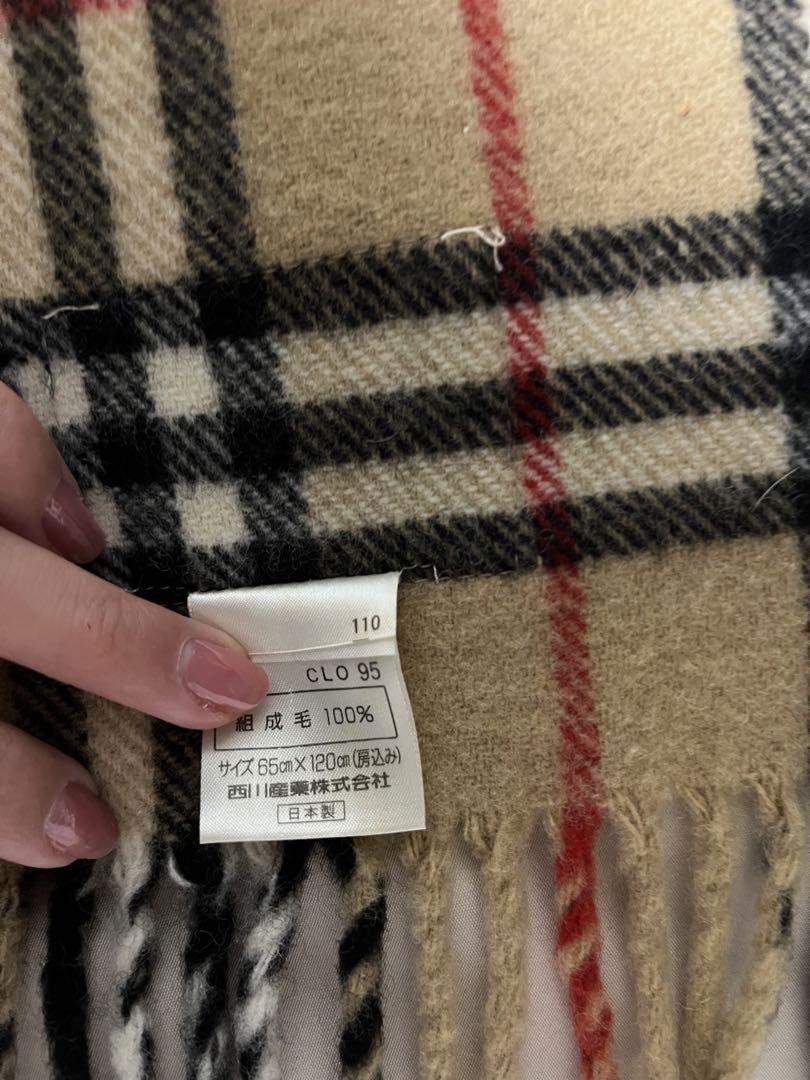 110
CLO 95
組成毛 100%
サイズ 65cm×120cm(房込み)
西川産業株式会社
日本製